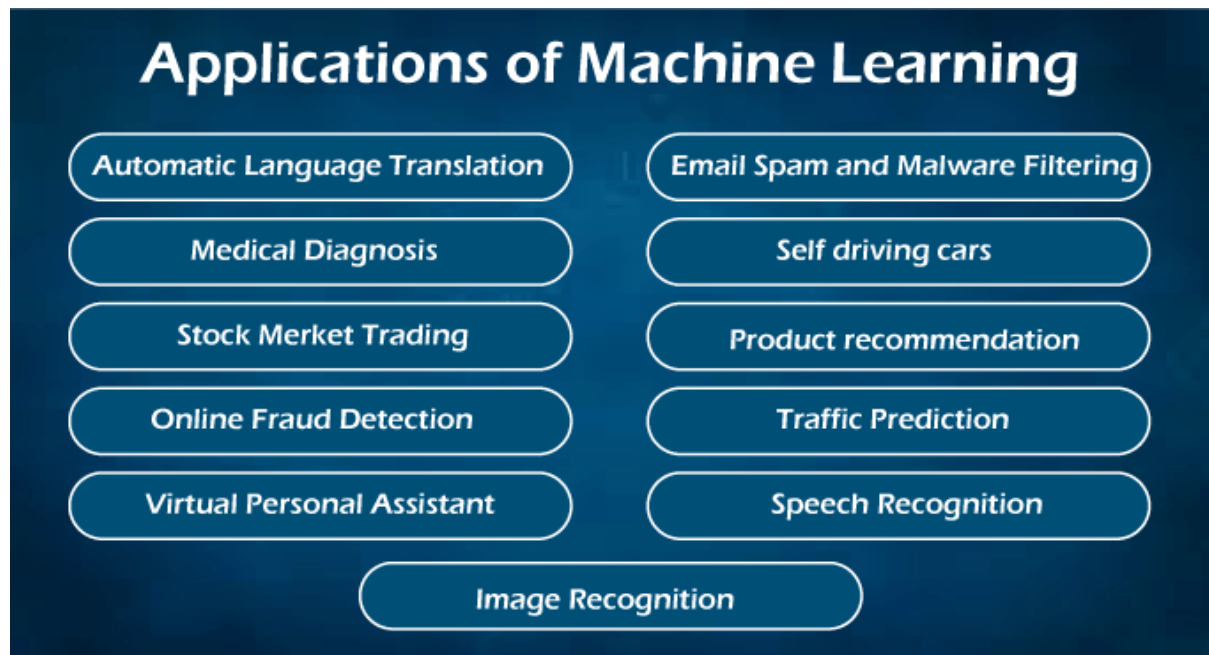 Applications of Machine Learning
Automatic Language Translation
Email Spam and Malware Filtering
Medical Diagnosis
Self driving cars
Stock Merket Trading
Product recommendation
Online Fraud Detection
Traffic Prediction
Virtual Personal Assistant
Speech Recognition
Image Recognition